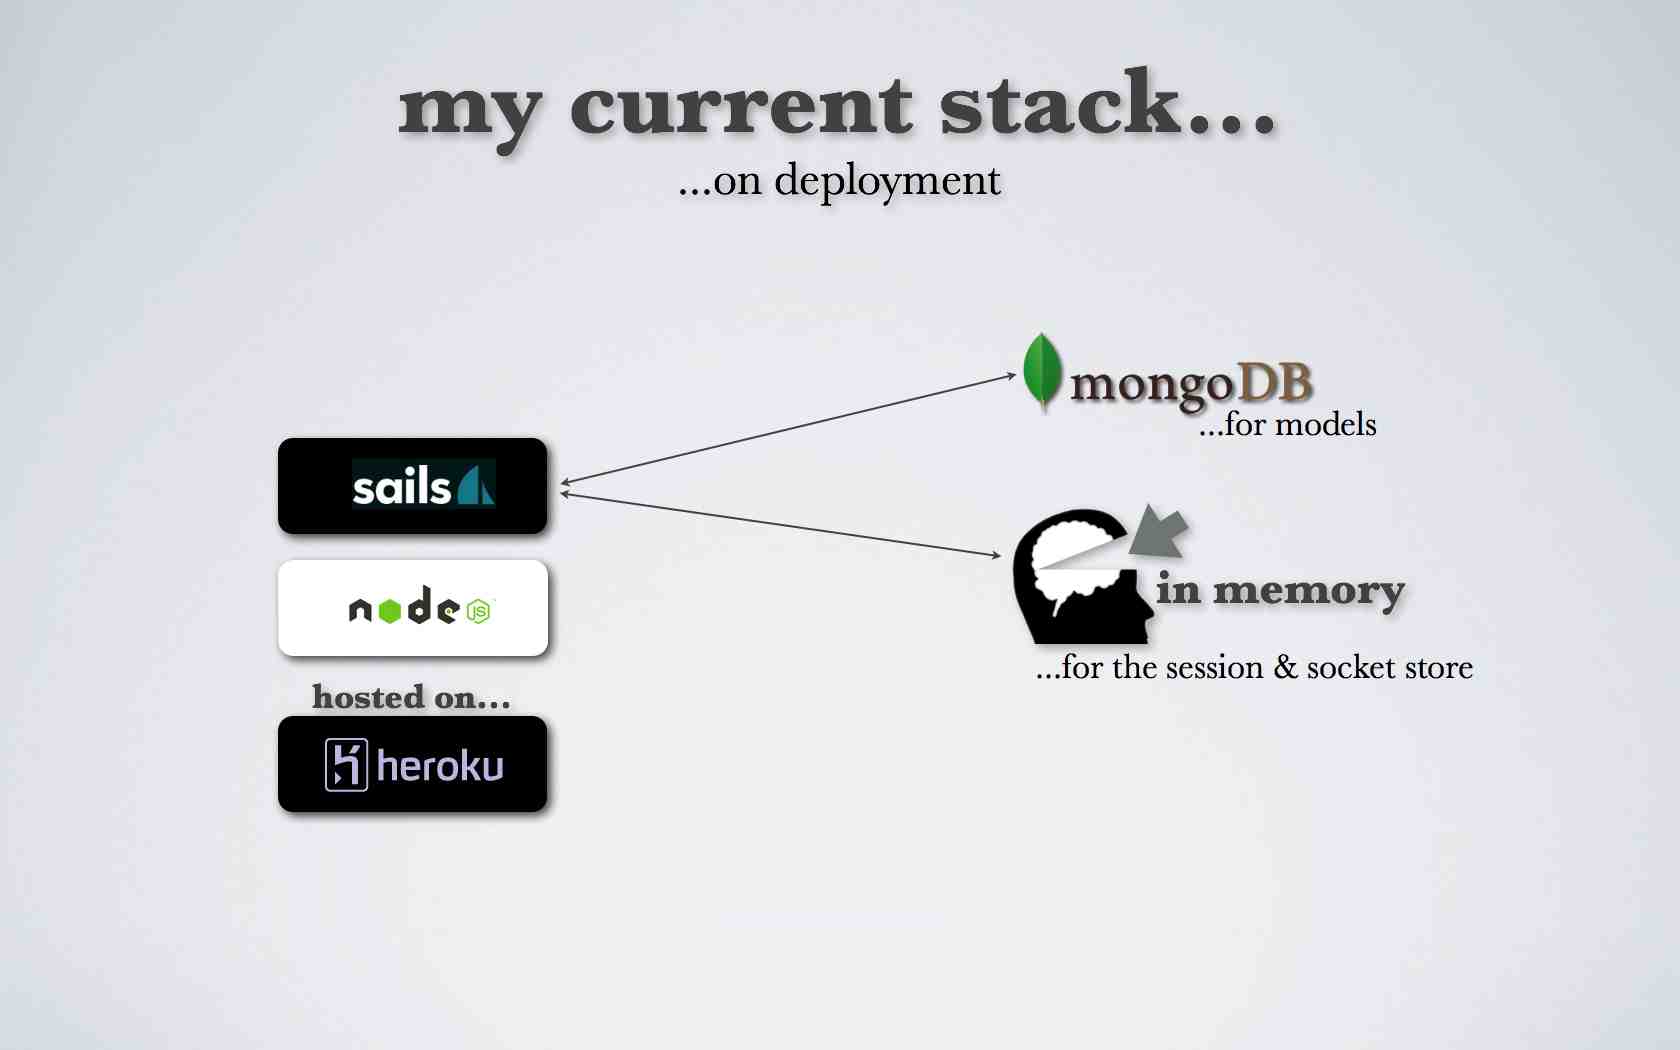 my current stack...
...on deployment
mongoDB
...for models
sails
in memory
node JS
...for the session & socket store
hosted on...
heroku